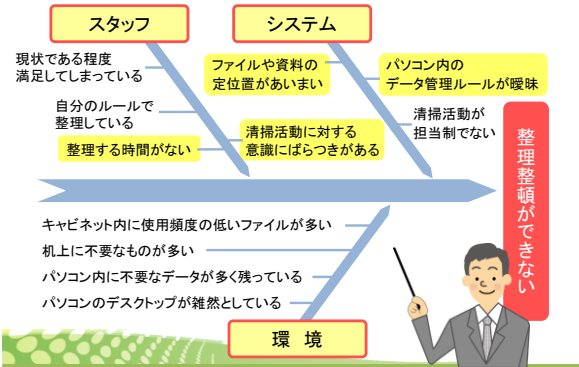 スタッフ
システム
現状である程度
満足してしまっている
自分のルールで
整理している
整理する時間がない
清掃活動に対する
意識にばらつきがある
ファイルや資料の
定位置があいまい
パソコン内の
データ管理ルールが曖昧
清掃活動が
担当制でない
整理整頓ができない
キャビネット内に使用頻度の低いファイルが多い
机上に不要なものが多い
パソコン内に不要なデータが多く残っている
パソコンのデスクトップが雑然としている
環 境